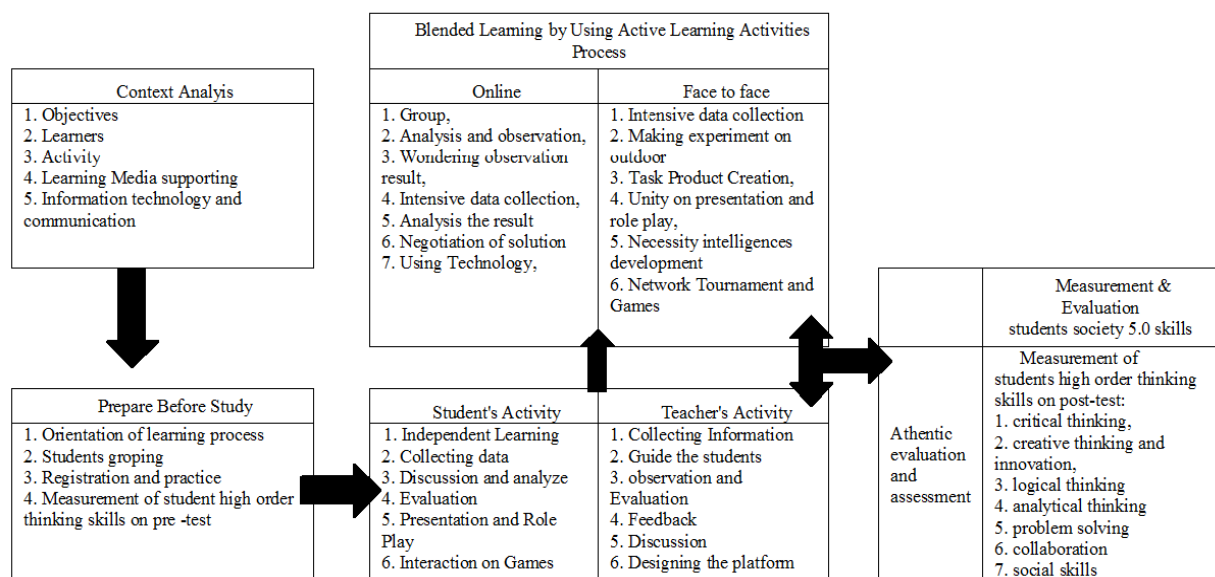 Blended Learning by Using Active Learning Activities
Process
Context Analyis
1. Objectives
2. Learners
3. Activity
4. Learning Media supporting
5. Information technology and
communication
Online
1. Group,
2. Analysis and observation,
3. Wondering observation
result,
4. Intensive data collection,
5. Analysis the result
6. Negotiation of solution
7. Using Technology,
Face to face
1. Intensive data collection
2. Making experiment on
outdoor
3. Task Product Creation,
4. Unity on presentation and
role play,
5. Necessity intelligences
development
6. Network Tournament and
Games
Prepare Before Study
1. Orientation of learning process
2. Students groping
3. Registration and practice
4. Measurement of student high order
thinking skills on pre -test
Student's Activity
1. Independent Learning
2. Collecting data
3. Discussion and analyze
4. Evaluation
5. Presentation and Role
Play
6. Interaction on Games
Teacher's Activity
1. Collecting Information
2. Guide the students
3. observation and
Evaluation
4. Feedback
5. Discussion
6. Designing the platform
Measurement &
Evaluation
students society 5.0 skills
Athentic
evaluation
and
assessment
Measurement of
students high order thinking
skills on post-test:
1. critical thinking,
2. creative thinking and
innovation,
3. logical thinking
4. analytical thinking
5. problem solving
6. collaboration
7. social skills